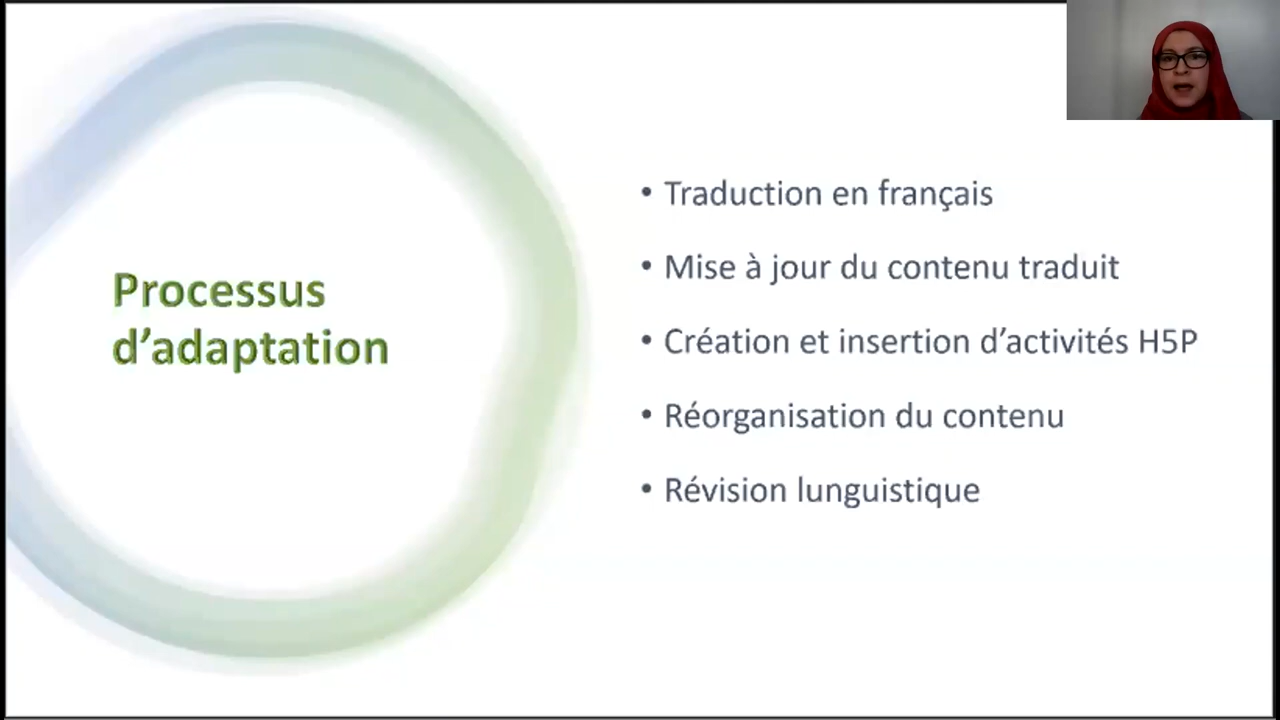 Processus
d’adaptation
• Traduction en français
• Mise à jour du contenu traduit
• Création et insertion d’activités H5P
• Réorganisation du contenu
• Révision lunguistique